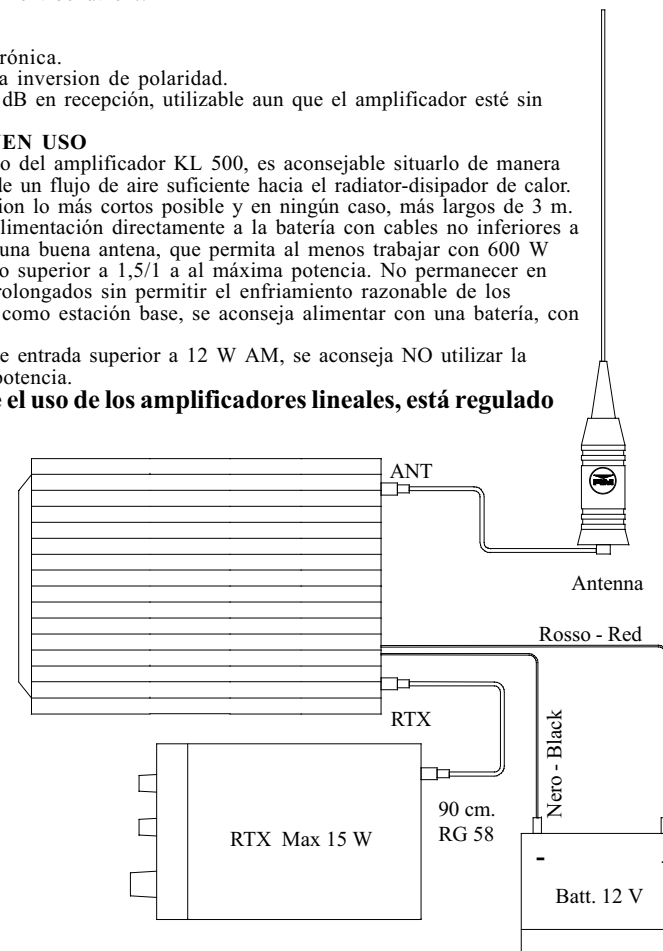 rónica.
a inversion de polaridad.
dB en recepción, utilizable aun que el amplificador esté sin
EN USO
o del amplificador KL 500, es aconsejable situarlo de manera
de un flujo de aire suficiente hacia el radiator-disipador de calor.
ion lo más cortos posible y en ningún caso, más largos de 3 m.
limentación directamente a la batería con cables no inferiores a
una buena antena, que permita al menos trabajar con 600 W
o superior a 1,5/1 a al máxima potencia. No permanecer en
rolongados sin permitir el enfriamiento razonable de los
como estación base, se aconseja alimentar con una batería, con
e entrada superior a 12 W AM, se aconseja NO utilizar la
potencia.
e el uso de los amplificadores lineales, está regulado
ANT
Antenna
Rosso - Red
RTX
Nero - Black
90 cm.
RG 58
RTX Max 15 W
-
Batt. 12 V